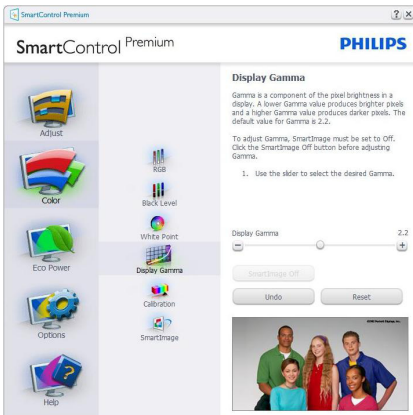 SmartControl Premium
? X
SmartControl Premium
PHILIPS
Adjust
Color
Eco Power
Options
Help
RGB
Black Level
White Point
Display Gamma
Calibration
SmartImage
Display Gamma
Gamma is a component of the pixel brightness in a
display. A lower Gamma value produces brighter pixels
and a higher Gamma value produces darker pixels. The
default value for Gamma is 2.2.
To adjust Gamma, SmartImage must be set to Off.
Click the SmartImage Off button before adjusting
Gamma.
1. Use the slider to select the desired Gamma.
Display Gamma 2.2
SmartImage Off
Undo Reset